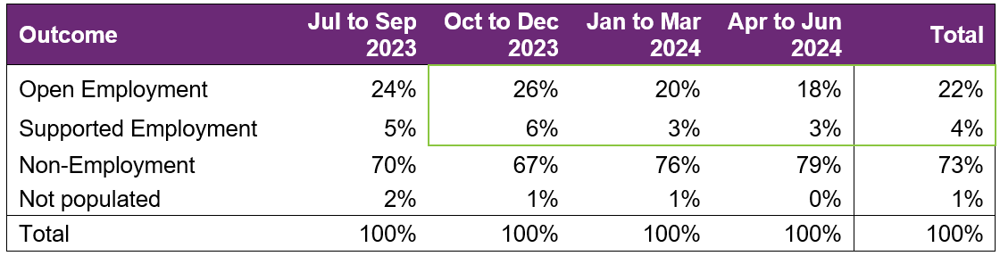 Outcome Jul to Sep 2023 Oct to Dec 2023 Jan to Mar 2024 Apr to Jun 2024 Total
Open Employment 24% 26% 20% 18% 22%
Supported Employment 5% 6% 3% 3% 4%
Non-Employment 70% 67% 76% 79% 73%
Not populated 2% 1% 1% 0% 1%
Total 100% 100% 100% 100% 100%